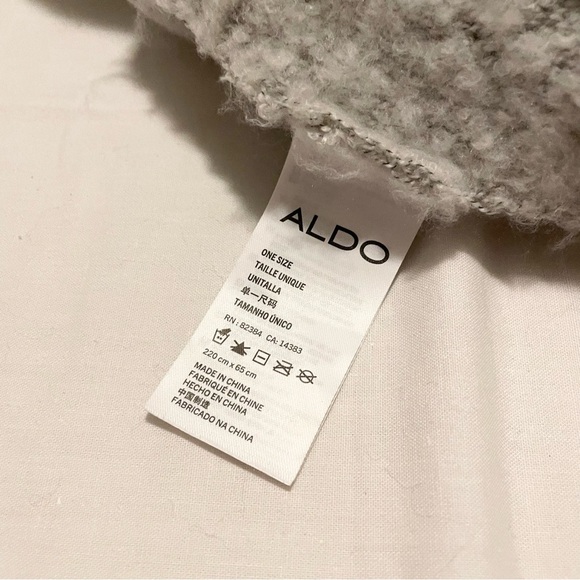 ALDO
ONE SIZE
TAILLE UNIQUE
UNITALLA
单一尺码
TAMANHO ÚNICO
RN : 82384 CA: 14383
220 cm x 65 cm
MADE IN CHINA
FABRIQUÉ EN CHINE
HECHO EN CHINA
中国制造
FABRICADO NA CHINA